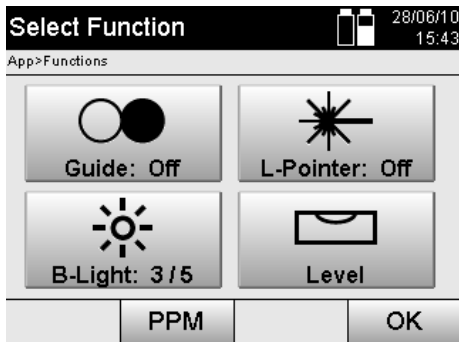 Select Function
28/06/10
15:43
App>Functions
Guide: Off
L-Pointer: Off
B-Light: 3/5
Level
PPM
OK